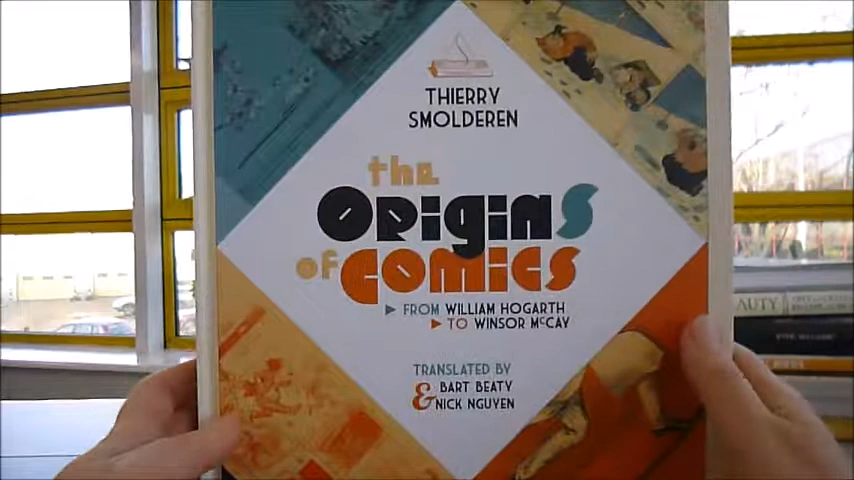 THIERRY
SMOLDEREN
the
ORIGINS
of COMICS
FROM WILLIAM HOGARTH
TO WINSOR McCAY
TRANSLATED BY
BART BEATY
& NICK NGUYEN